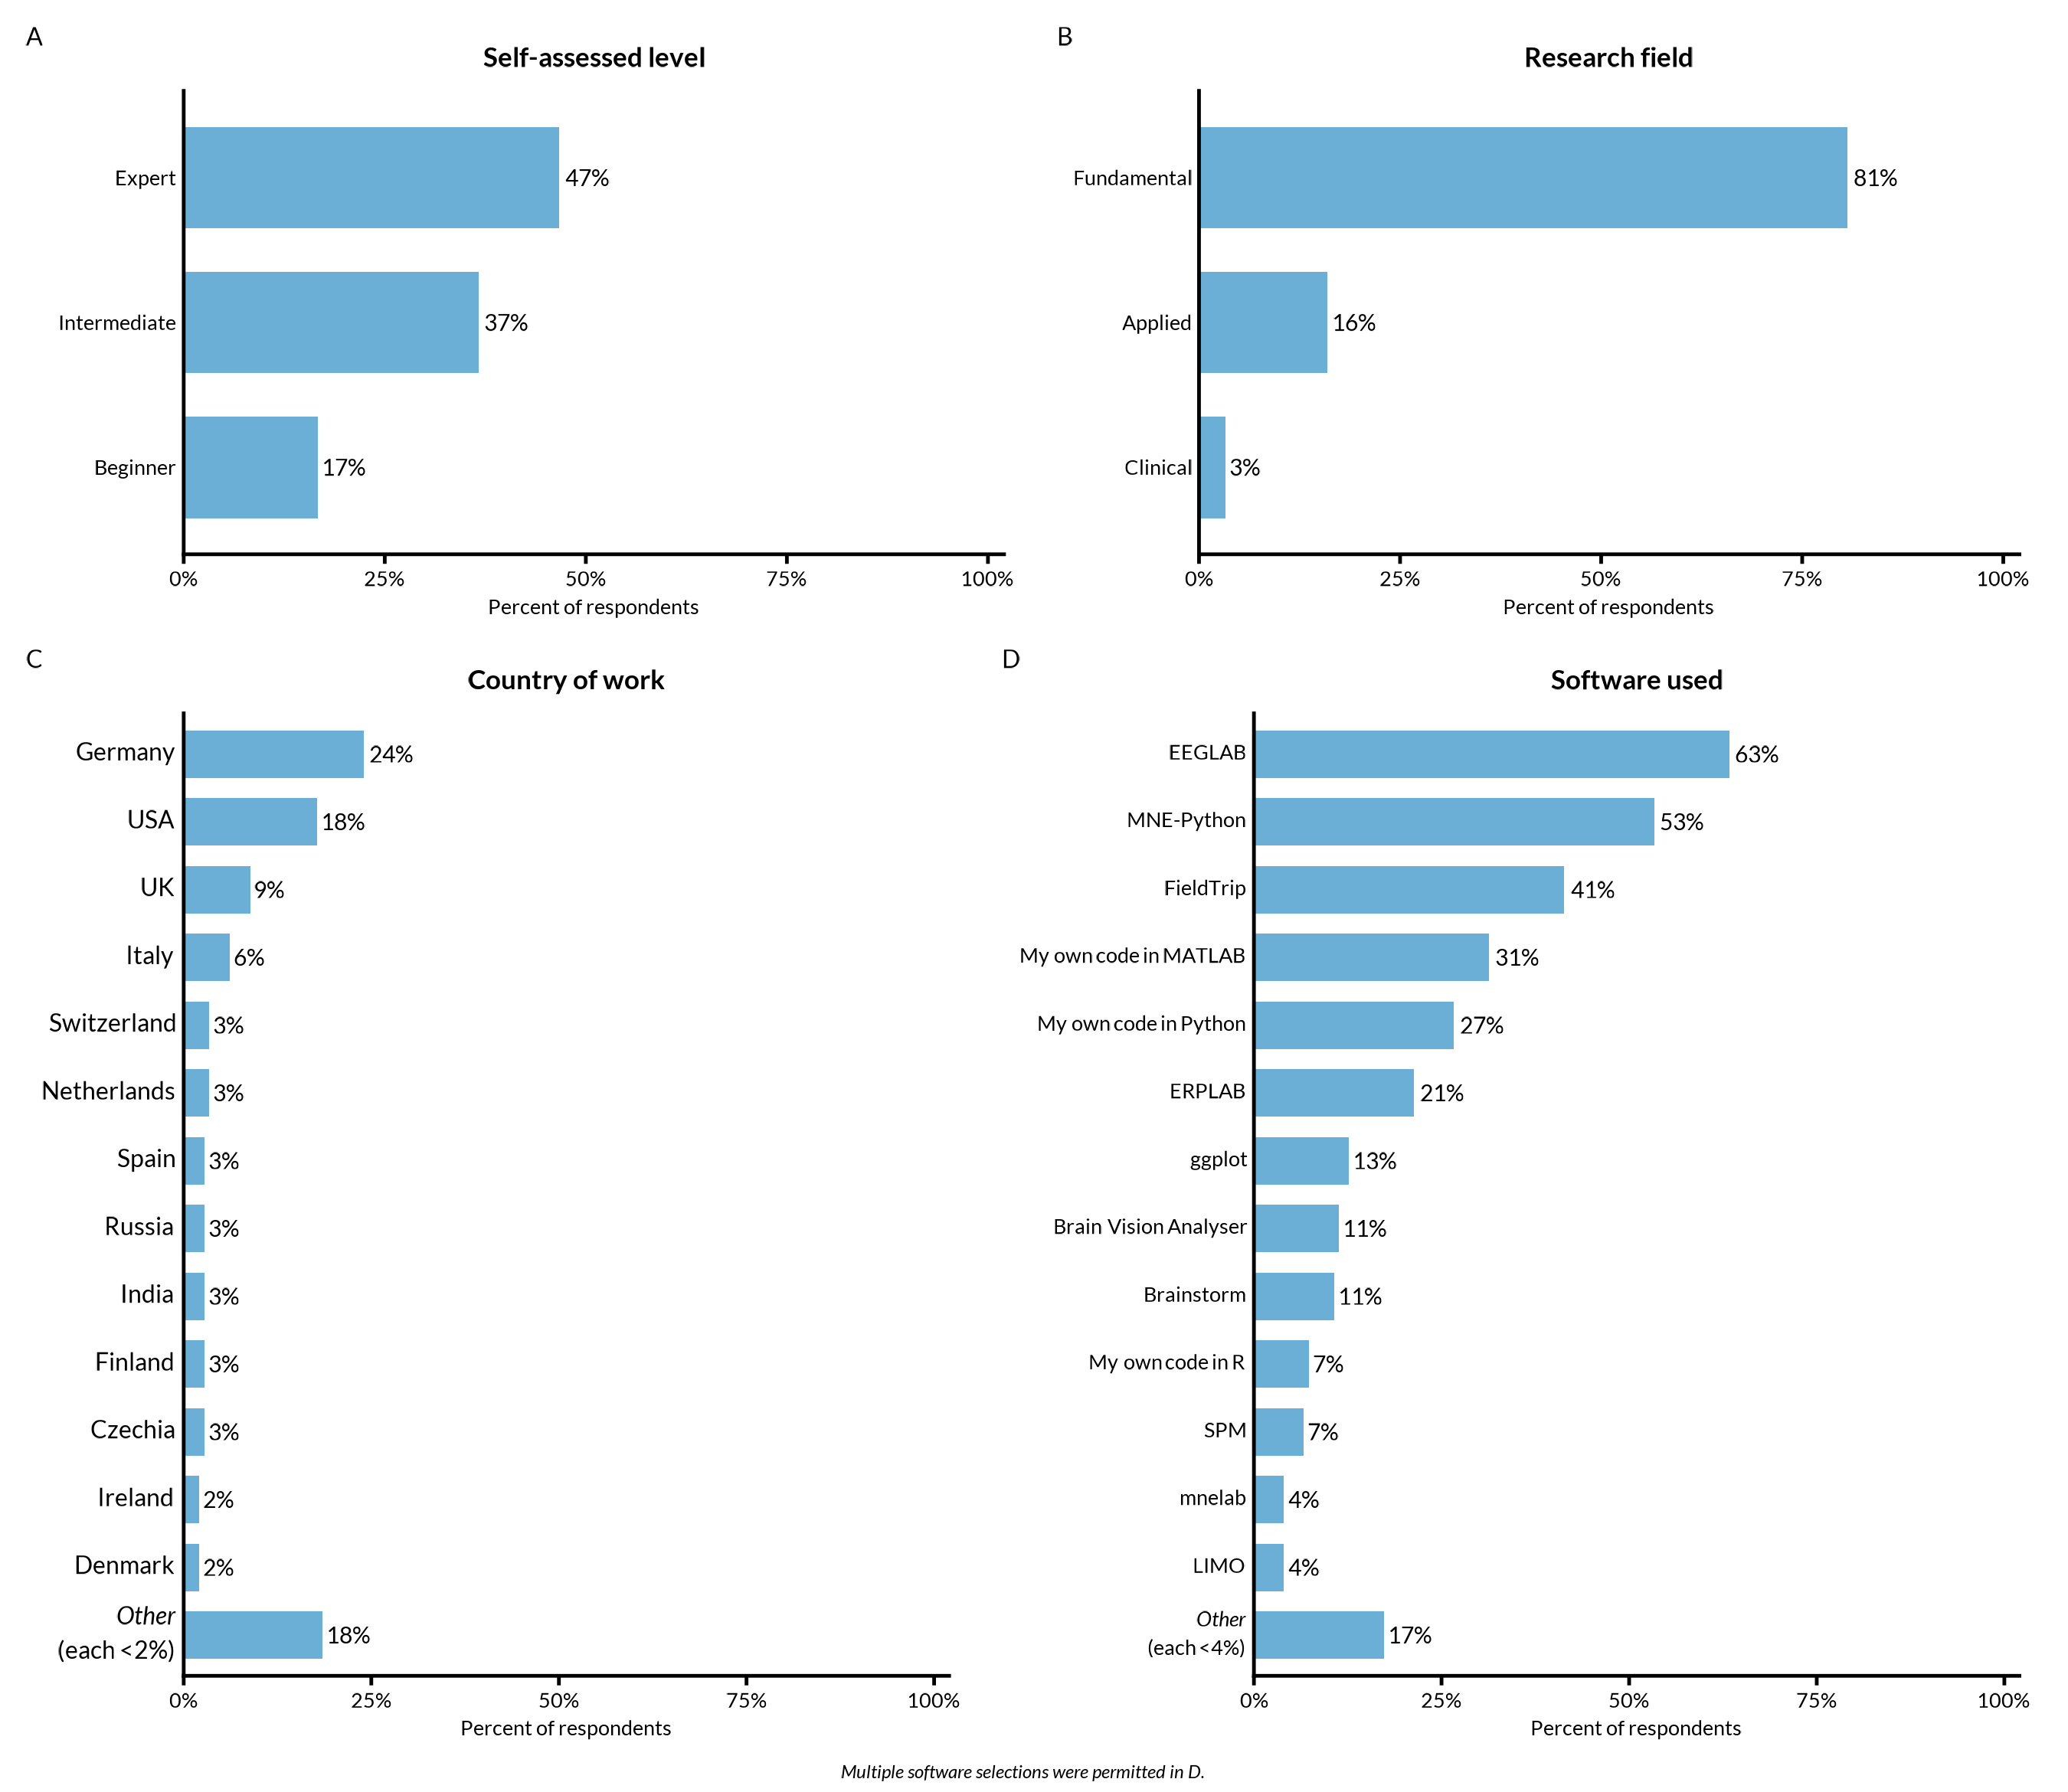 A
Self-assessed level
Expert
47%
Intermediate
37%
Beginner
17%
0%
25%
50%
75%
100%
Percent of respondents
B
Research field
Fundamental
81%
Applied
16%
Clinical
3%
0%
25%
50%
75%
100%
Percent of respondents
C
Country of work
Germany
24%
USA
18%
UK
9%
Italy
6%
Switzerland
3%
Netherlands
3%
Spain
3%
Russia
3%
India
3%
Finland
3%
Czechia
3%
Ireland
2%
Denmark
2%
Other
(each <2%)
18%
0%
25%
50%
75%
100%
Percent of respondents
D
Software used
EEGLAB
63%
MNE-Python
53%
FieldTrip
41%
My own code in MATLAB
31%
My own code in Python
27%
ERPLAB
21%
ggplot
13%
Brain Vision Analyser
11%
Brainstorm
11%
My own code in R
7%
SPM
7%
mnelab
4%
LIMO
4%
Other
(each <4%)
17%
0%
25%
50%
75%
100%
Percent of respondents
Multiple software selections were permitted in D.